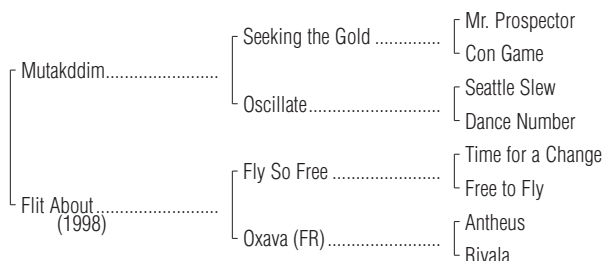 Mr. Prospector
Seeking the Gold ..............
Con Game
Mutakddim........................
Seattle Slew
Oscillate............................
Dance Number
Time for a Change
Fly So Free .......................
Free to Fly
Flit About..........................
(1998)
Antheus
Oxava (FR)........................
Rivala